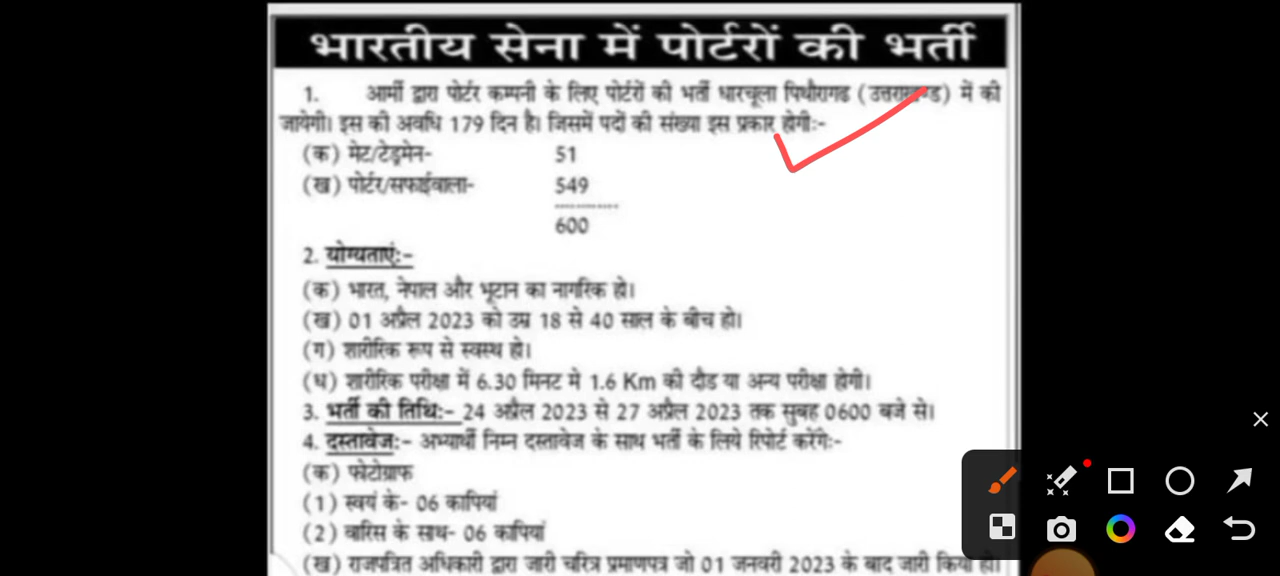 भारतीय सेना में पोर्टरों की भर्ती
1. आर्मी द्वारा पोर्टर कम्पनी के लिए पोर्टरों की भर्ती धारचूला पिथौरागढ (उत्तराखण्ड) में की
जायेगी। इस की अवधि 179 दिन है। जिसमें पदों की संख्या इस प्रकार होगीः-
(क) मेट/टेड्रमेन- 51
(ख) पोर्टर/सफाईवाला- 549
600
2. योग्यताएंः-
(क) भारत, नेपाल और भूटान का नागरिक हो।
(ख) 01 अप्रैल 2023 को उम्र 18 से 40 साल के बीच हो।
(ग) शारीरिक रूप से स्वस्थ हो।
(ध) शारीरिक परीक्षा में 6.30 मिनट मे 1.6 Km की दौड या अन्य परीक्षा होगी।
3. भर्ती की तिथिः- 24 अप्रैल 2023 से 27 अप्रैल 2023 तक सुबह 0600 बजे से।
4. दस्तावेजः- अभ्यार्थी निम्न दस्तावेज के साथ भर्ती के लिये रिपोर्ट करेंगेः-
(क) फोटोग्राफ
(1) स्वयं के- 06 कापियां
(2) वारिस के साथ- 06 कापियां
(ख) राजपत्रित अधिकारी द्वारा जारी चरित्र प्रमाणपत्र जो 01 जनवरी 2023 के बाद जारी किया हो।